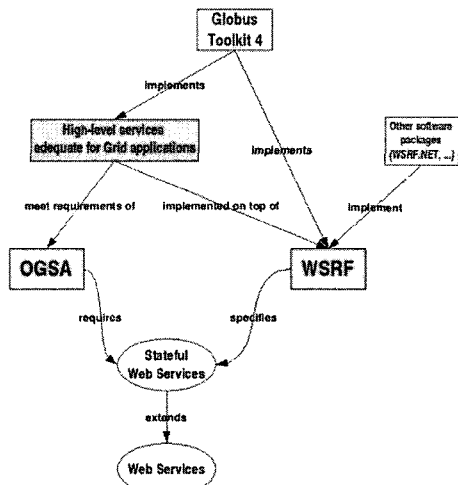 Globus
Toolkit 4
implements
High-level services
adequate for Grid applications
implements
Other software
packages
{WSRF.NET, ...}
meet requirements of
implemented on top of
implement
OGSA
WSRF
requires
specifies
Stateful
Web Services
extends
Web Services